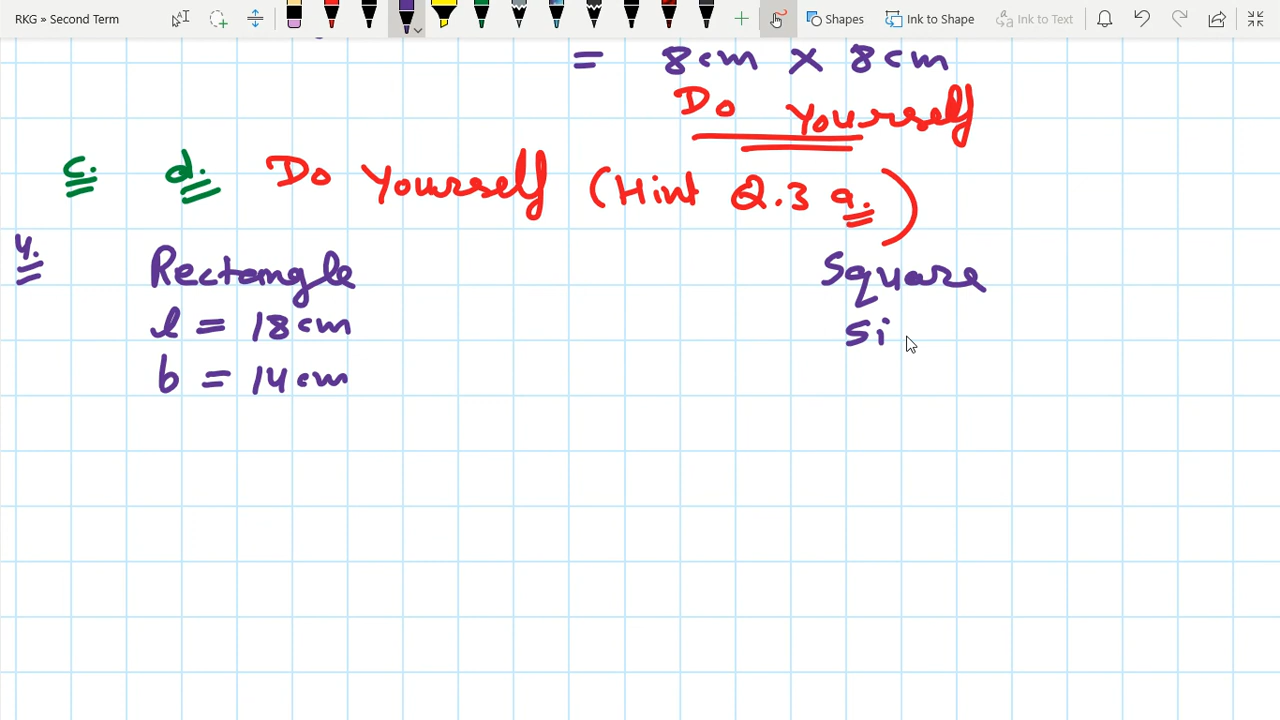 RKG » Second Term
Shapes
Ink to Shape
Ink to Text
= 8cm × 8cm
Do Yourself
c. d. Do Yourself (Hint Q.3 a.)
4. Rectangle Square
l = 18cm Si
b = 14cm